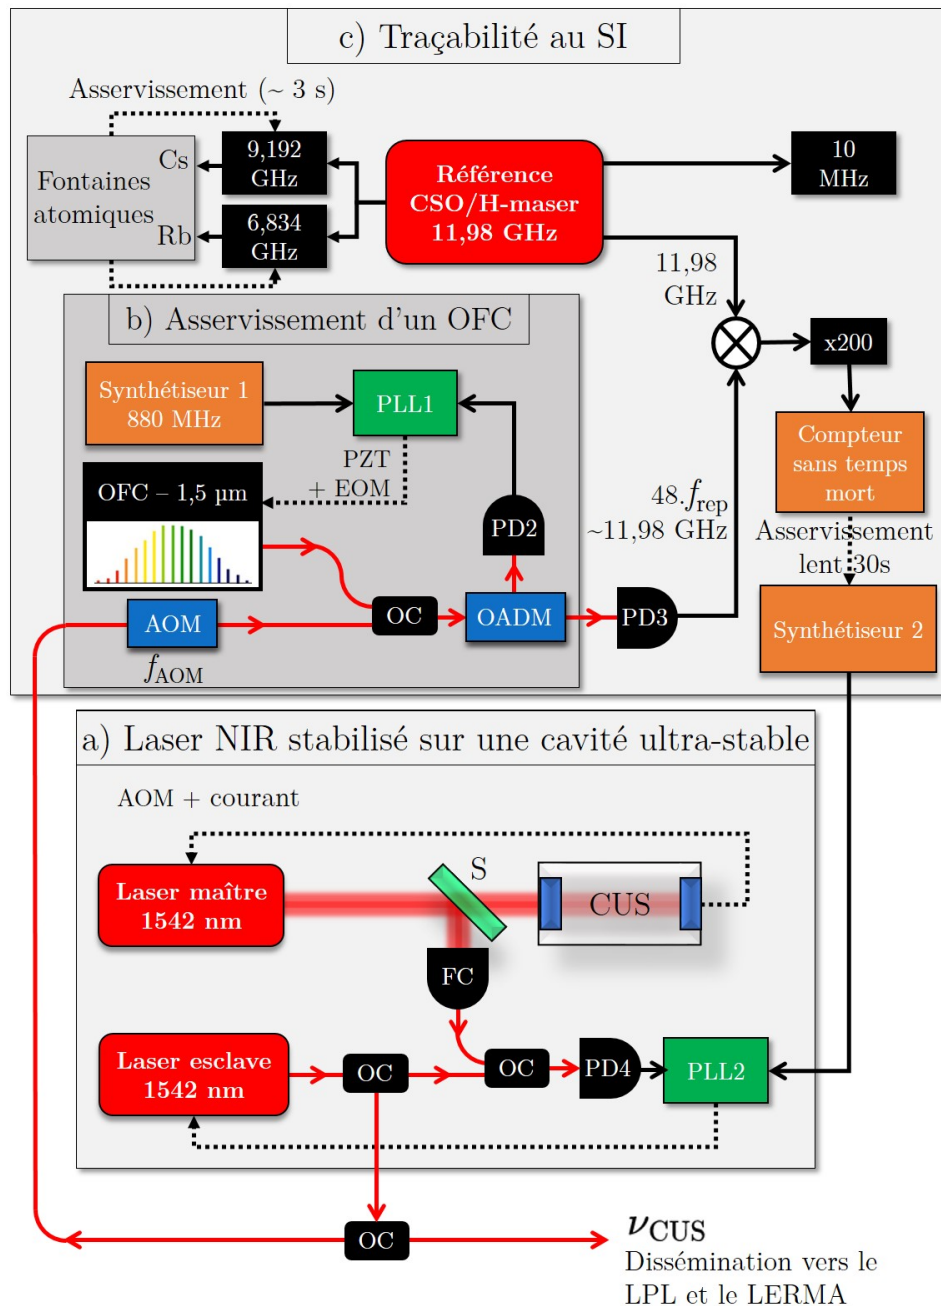 c) Traçabilité au SI
Asservissement (~ 3 s)
Fontaines
atomiques
Cs
Rb
9,192
GHz
6,834
GHz
Référence
CSO/H-maser
11,98 GHz
10
MHz
11,98
GHz
b) Asservissement d'un OFC
Synthétiseur 1
880 MHz
PLL1
PZT
+ EOM
OFC – 1,5 µm
PD2
AOM
f_AOM
OC
OADM
PD3
48.f_rep
~11,98 GHz
x200
Compteur
sans temps
mort
Asservissement
lent 30s
Synthétiseur 2
a) Laser NIR stabilisé sur une cavité ultra-stable
AOM + courant
Laser maître
1542 nm
S
CUS
FC
Laser esclave
1542 nm
OC
OC
PD4
PLL2
OC
ν_CUS
Dissémination vers le
LPL et le LERMA